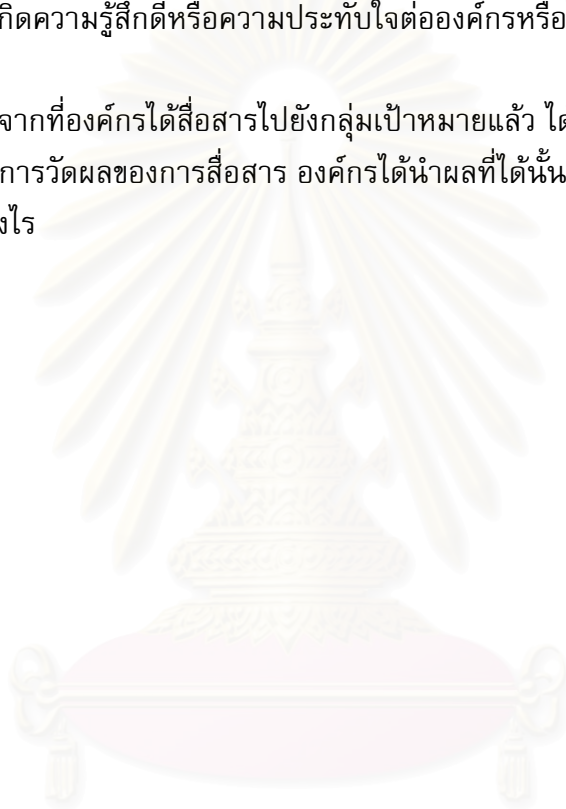 กิดความรู้สึกดีหรือความประทับใจต่อองค์กรหรือ
จากที่องค์กรได้สื่อสารไปยังกลุ่มเป้าหมายแล้ว ได
การวัดผลของการสื่อสาร องค์กรได้นำผลที่ได้นั้น
งไร